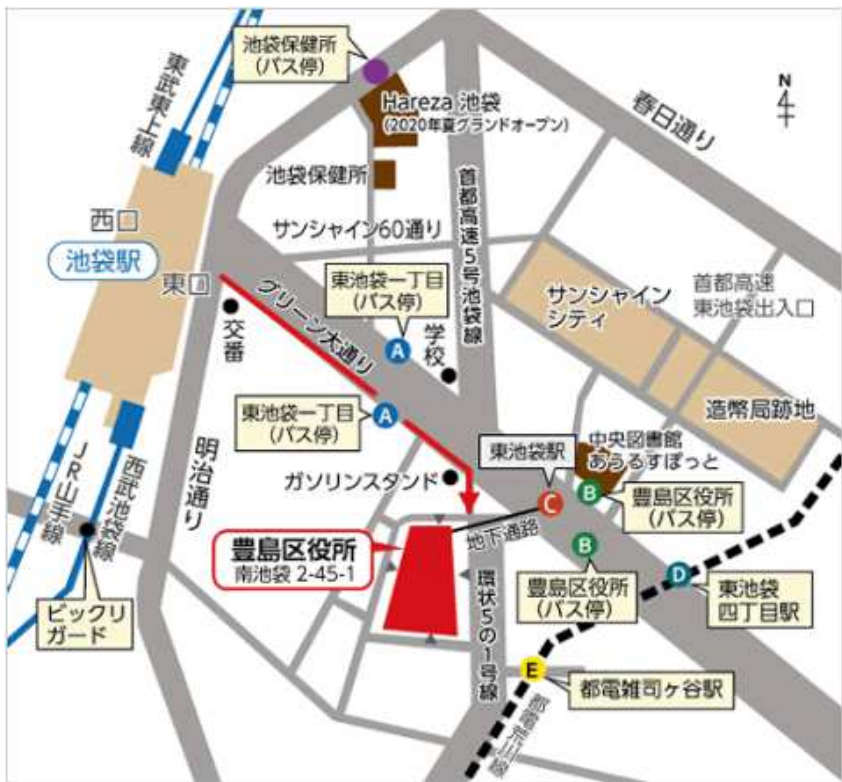 池袋保健所
(バス停)
東武東上線
N
Hareza 池袋
(2020年夏グランドオープン)
春日通り
池袋保健所
首都高速5号池袋線
西口
サンシャイン60通り
池袋駅
東口
東池袋一丁目
(バス停)
サンシャイン
シティ
首都高速
東池袋出入口
グリーン大通り
交番
A
学校
造幣局跡地
東池袋一丁目
(バス停)
A
明治通り
東池袋駅
中央図書館
あうるすぽっと
JR山手線
西武池袋線
ガソリンスタンド
C
B
豊島区役所
(バス停)
豊島区役所
南池袋 2-45-1
地下通路
B
豊島区役所
(バス停)
D
東池袋
四丁目駅
ビックリ
ガード
環状5の1号線
E
都電雑司ヶ谷駅
都電荒川線